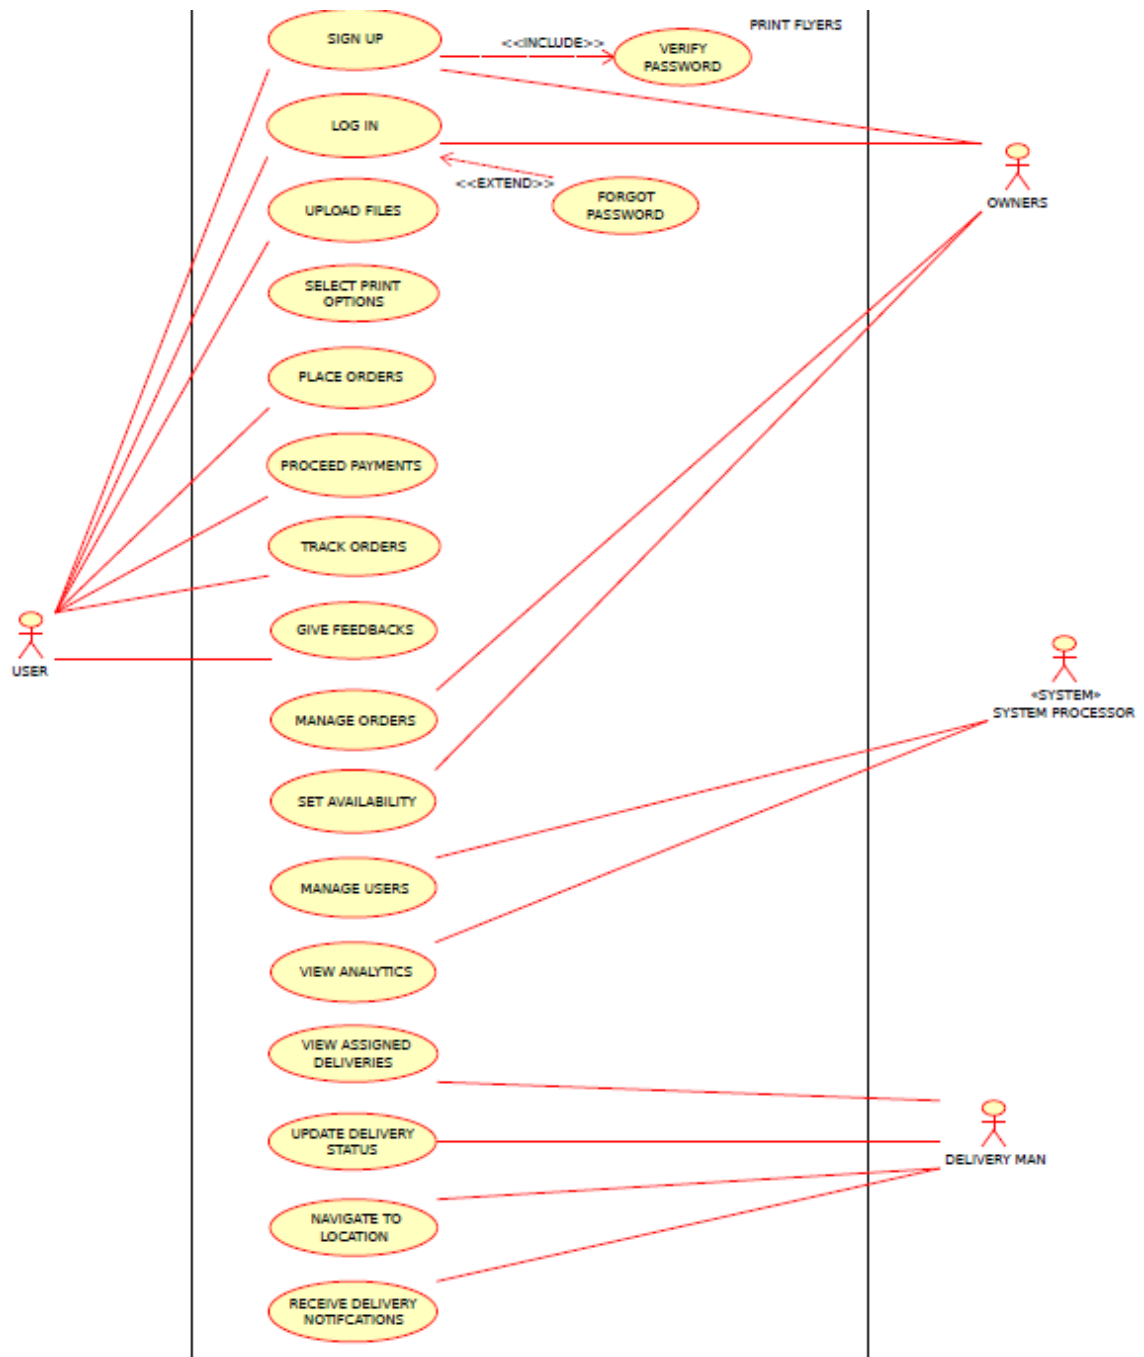 PRINT FLYERS
SIGN UP
<<INCLUDE>>
VERIFY
PASSWORD
LOG IN
<<EXTEND>>
FORGOT
PASSWORD
OWNERS
UPLOAD FILES
SELECT PRINT
OPTIONS
PLACE ORDERS
PROCEED PAYMENTS
TRACK ORDERS
GIVE FEEDBACKS
USER
«SYSTEM»
SYSTEM PROCESSOR
MANAGE ORDERS
SET AVAILABILITY
MANAGE USERS
VIEW ANALYTICS
VIEW ASSIGNED
DELIVERIES
UPDATE DELIVERY
STATUS
DELIVERY MAN
NAVIGATE TO
LOCATION
RECEIVE DELIVERY
NOTIFCATIONS